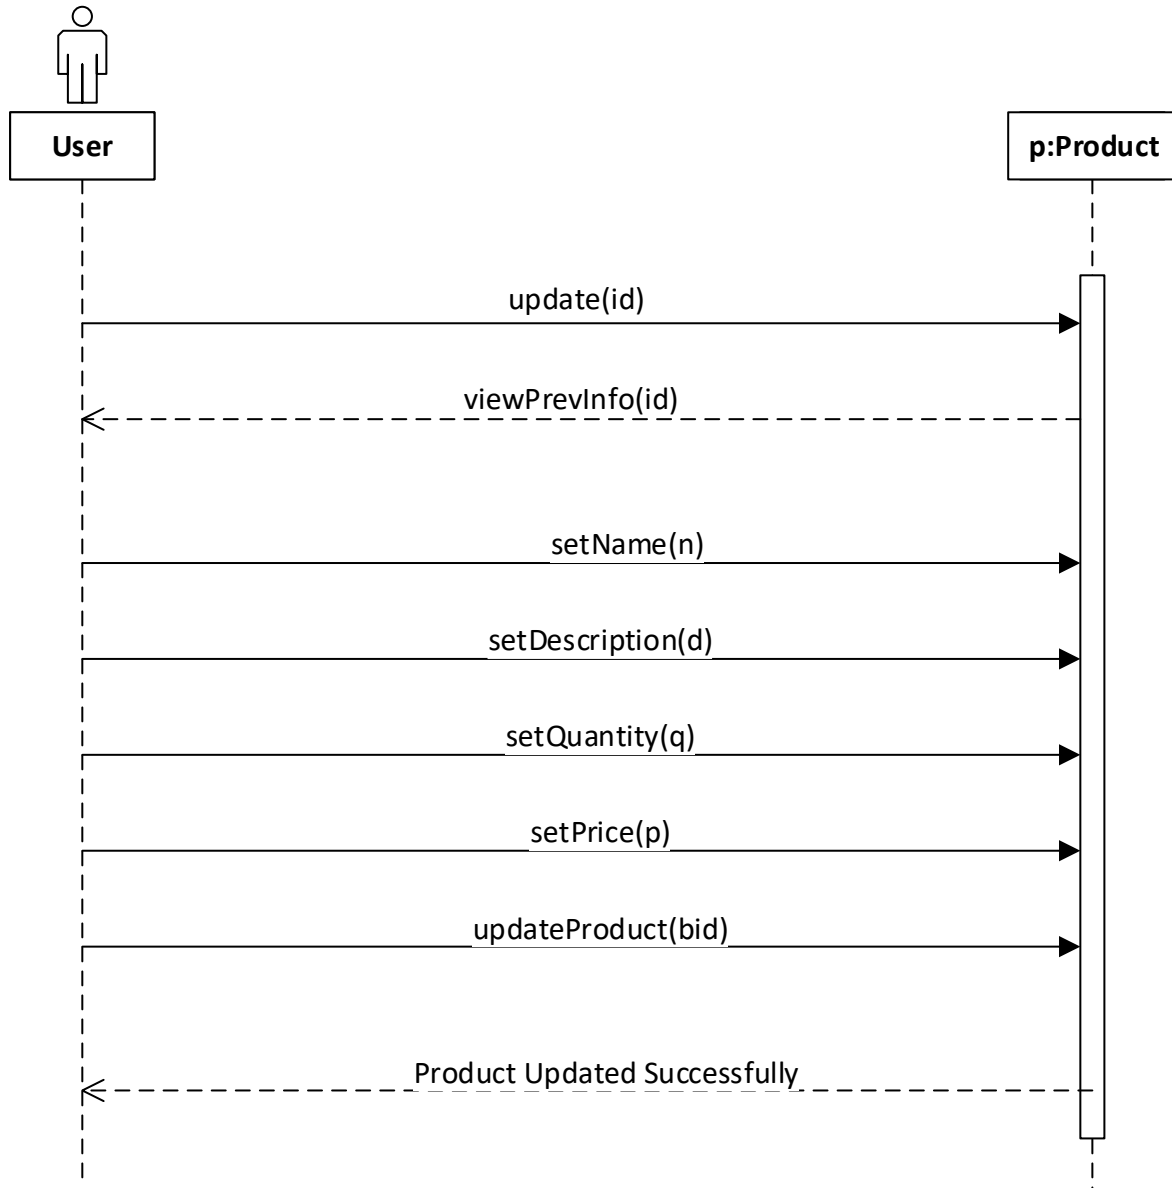 User
p:Product
update(id)
viewPrevInfo(id)
setName(n)
setDescription(d)
setQuantity(q)
setPrice(p)
updateProduct(bid)
Product Updated Successfully